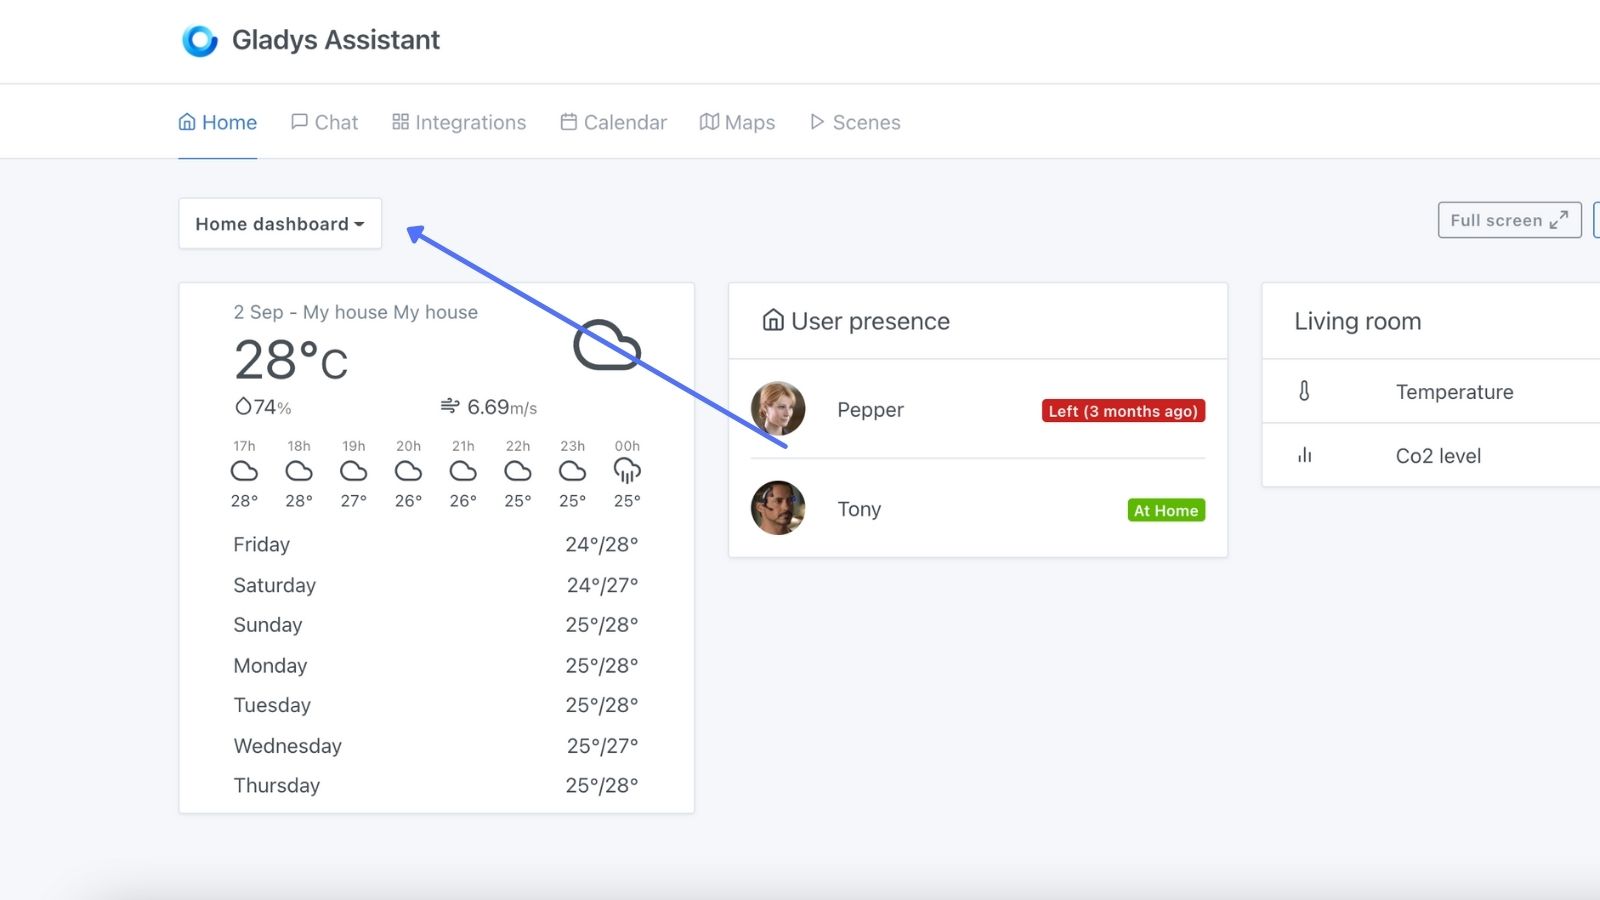 Gladys Assistant
Home Chat Integrations Calendar Maps Scenes
Home dashboard
Full screen
2 Sep - My house My house
28°C
74% 6.69m/s
17h 18h 19h 20h 21h 22h 23h 00h
28° 28° 27° 26° 26° 25° 25° 25°
Friday 24°/28°
Saturday 24°/27°
Sunday 25°/28°
Monday 25°/28°
Tuesday 25°/28°
Wednesday 25°/27°
Thursday 25°/28°
User presence
Pepper Left (3 months ago)
Tony At Home
Living room
Temperature
Co2 level